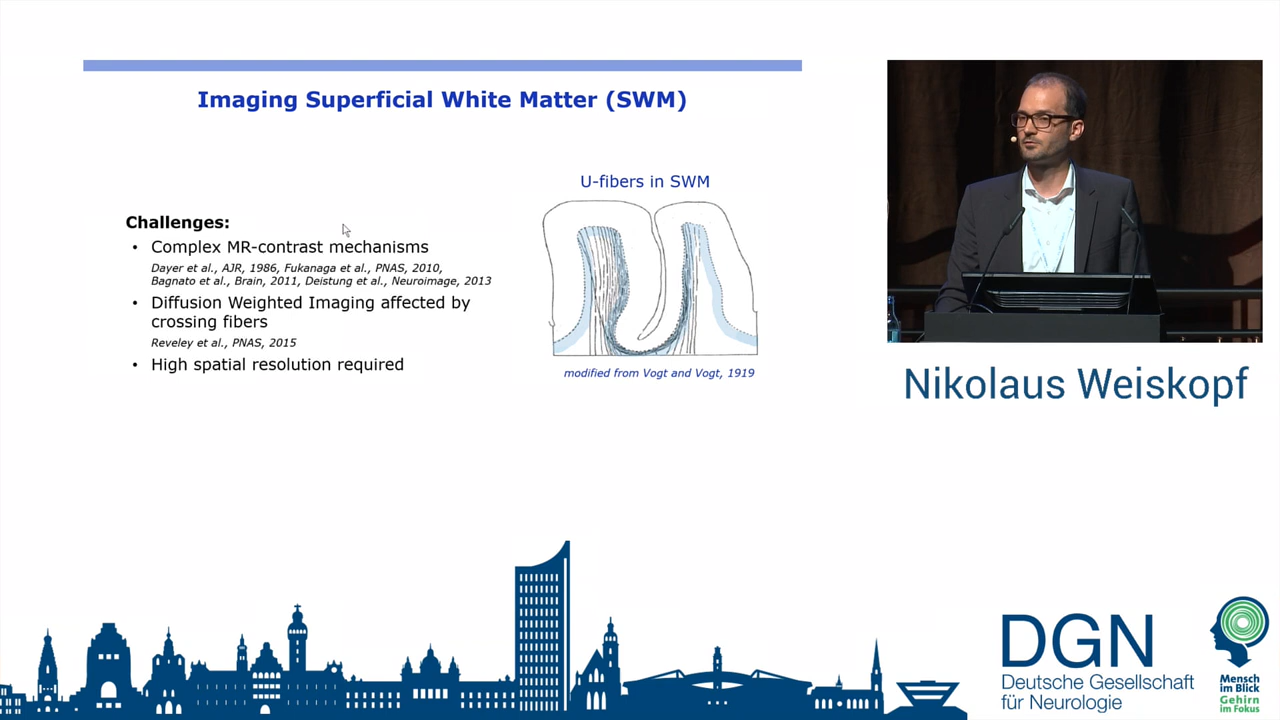 Imaging Superficial White Matter (SWM)
U-fibers in SWM
Challenges:
• Complex MR-contrast mechanisms
Dayer et al., AJR, 1986, Fukanaga et al., PNAS, 2010,
Bagnato et al., Brain, 2011, Deistung et al., Neuroimage, 2013
• Diffusion Weighted Imaging affected by
crossing fibers
Reveley et al., PNAS, 2015
• High spatial resolution required
modified from Vogt and Vogt, 1919
Nikolaus Weiskopf
DGN
Deutsche Gesellschaft
für Neurologie
Mensch
im Blick
Gehirn
im Fokus